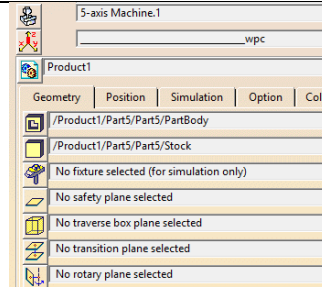 5-axis Machine.1
____________________________wpc
Product1
Geometry Position Simulation Option Col
/Product1/Part5/Part5/PartBody
/Product1/Part5/Part5/Stock
No fixture selected (for simulation only)
No safety plane selected
No traverse box plane selected
No transition plane selected
No rotary plane selected